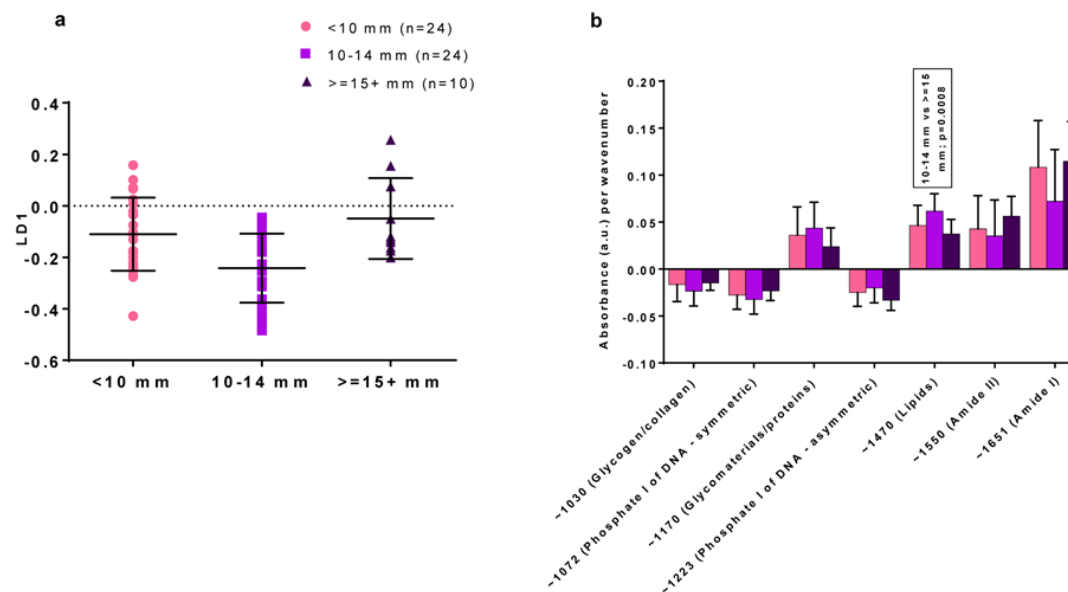 a
<10 mm (n=24)
10-14 mm (n=24)
>=15+ mm (n=10)
0.4
0.2
0.0
-0.2
-0.4
-0.6
LD1
<10 mm
10-14 mm
>=15+ mm
b
0.20
0.15
0.10
0.05
0.00
-0.05
-0.10
Absorbance (a.u.) per wavenumber
10-14 mm vs >=15
mm; p=0.0008
~1030 (Glycogen/collagen)
~1072 (Phosphate I of DNA - symmetric)
~1170 (Glycomaterials/proteins)
~1223 (Phosphate I of DNA - asymmetric)
~1470 (Lipids)
~1550 (Amide II)
~1651 (Amide I)